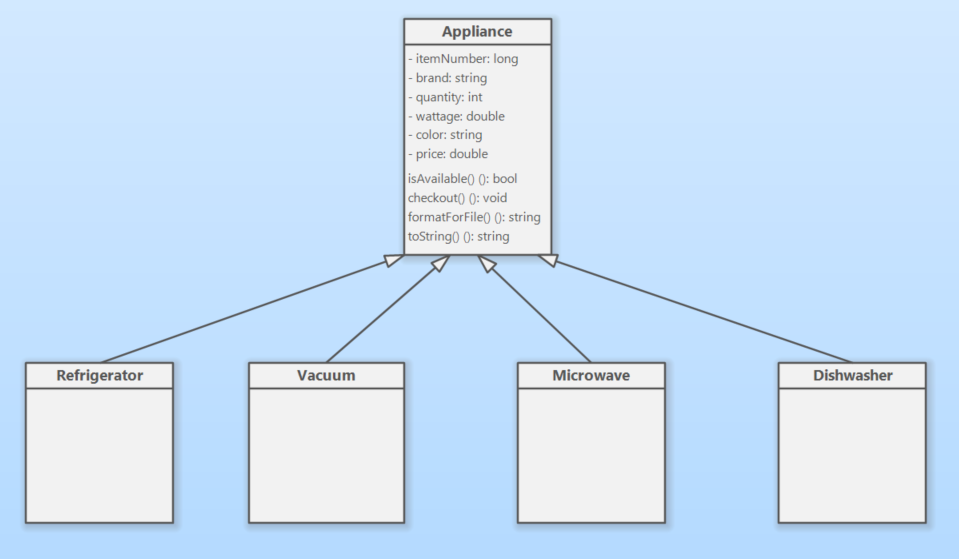 Appliance
- itemNumber: long
- brand: string
- quantity: int
- wattage: double
- color: string
- price: double
isAvailable() (): bool
checkout() (): void
formatForFile() (): string
toString() (): string
Refrigerator
Vacuum
Microwave
Dishwasher